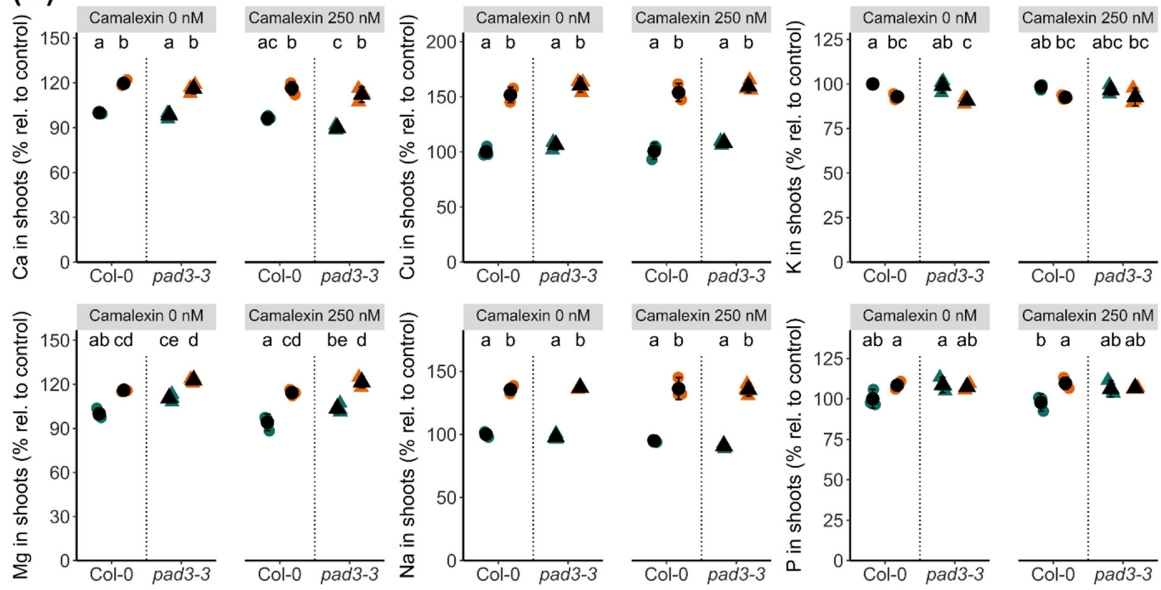 Camalexin 0 nM Camalexin 250 nM Camalexin 0 nM Camalexin 250 nM Camalexin 0 nM Camalexin 250 nM
a b a b ac b c b a b a b a b a b a bc ab c ab bc abc bc
Ca in shoots (% rel. to control)
150
120
90
60
30
0
Cu in shoots (% rel. to control)
200
150
100
50
0
K in shoots (% rel. to control)
125
100
75
50
25
0
Col-0 pad3-3 Col-0 pad3-3 Col-0 pad3-3 Col-0 pad3-3 Col-0 pad3-3 Col-0 pad3-3
Camalexin 0 nM Camalexin 250 nM Camalexin 0 nM Camalexin 250 nM Camalexin 0 nM Camalexin 250 nM
ab cd ce d a cd be d a b a b a b a b ab a a ab b a ab ab
Mg in shoots (% rel. to control)
150
120
90
60
30
0
Na in shoots (% rel. to control)
150
100
50
0
P in shoots (% rel. to control)
125
100
75
50
25
0
Col-0 pad3-3 Col-0 pad3-3 Col-0 pad3-3 Col-0 pad3-3 Col-0 pad3-3 Col-0 pad3-3